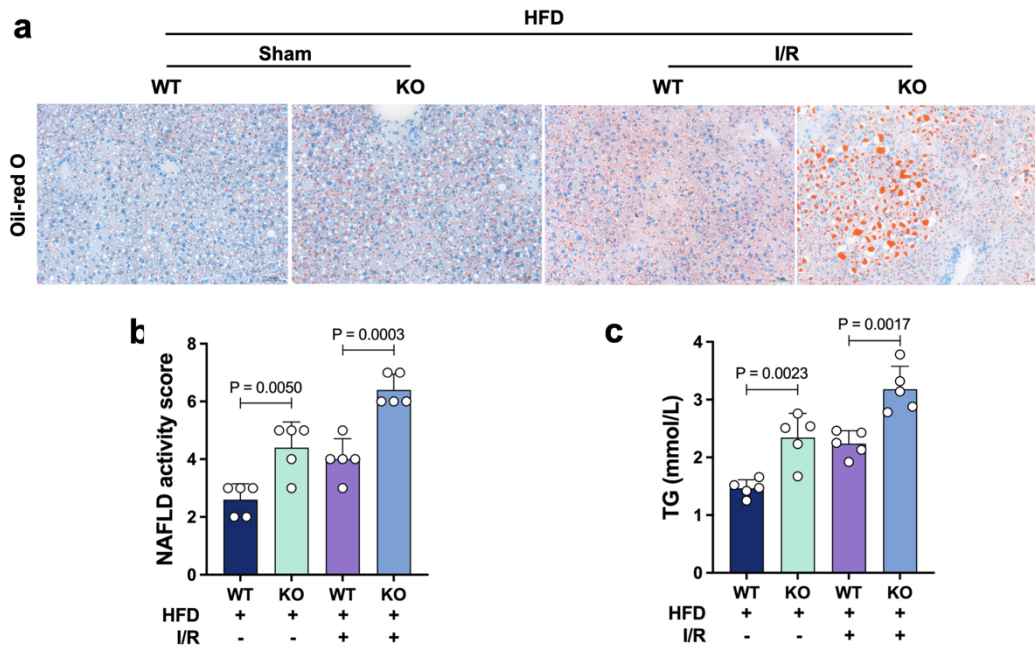 a
HFD
Sham I/R
WT KO WT KO
Oil-red O
b
NAFLD activity score
8
6
4
2
0
P = 0.0050
P = 0.0003
WT KO WT KO
HFD + + + +
I/R - - + +
c
TG (mmol/L)
4
3
2
1
0
P = 0.0023
P = 0.0017
WT KO WT KO
HFD + + + +
I/R - - + +